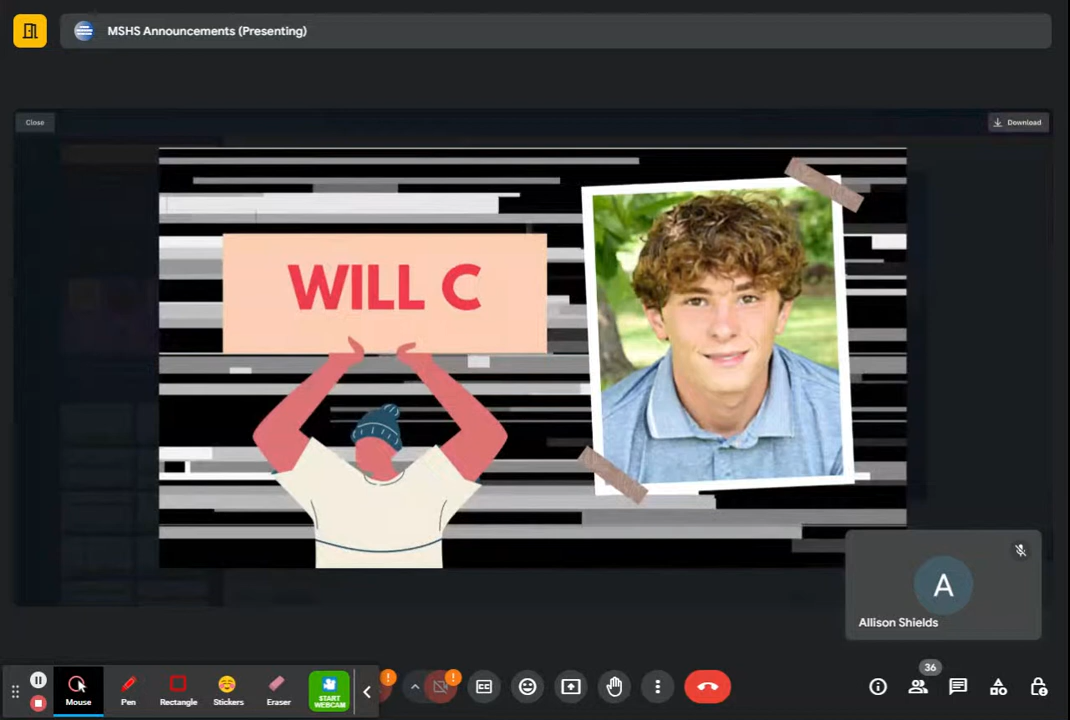 MSHS Announcements (Presenting)
Close
Download
WILL C
A
Allison Shields
36
Mouse
Pen
Rectangle
Stickers
Eraser
START
WEBCAM